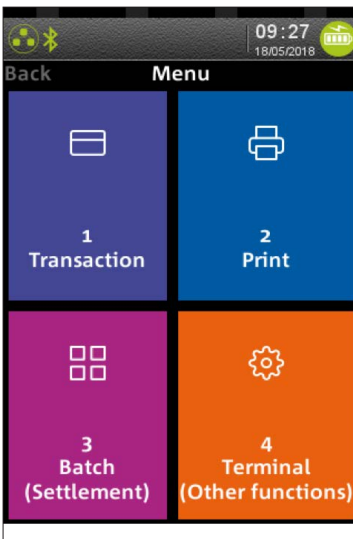 09:27
18/05/2018
Back Menu
1
Transaction
2
Print
3
Batch
(Settlement)
4
Terminal
(Other functions)